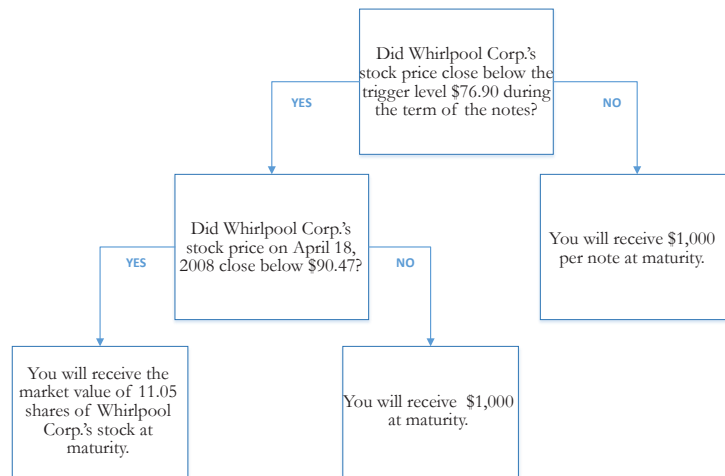 Did Whirlpool Corp.'s
stock price close below the
trigger level $76.90 during
the term of the notes?
YES
NO
Did Whirlpool Corp.'s
stock price on April 18,
2008 close below $90.47?
You will receive $1,000
per note at maturity.
YES
NO
You will receive the
market value of 11.05
shares of Whirlpool
Corp.'s stock at
maturity.
You will receive $1,000
at maturity.